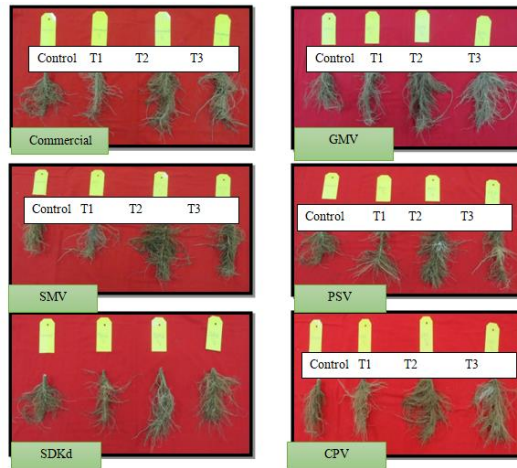 Control T1 T2 T3
Commercial
Control T1 T2 T3
GMV
Control T1 T2 T3
SMV
Control T1 T2 T3
PSV
SDKd
Control T1 T2 T3
CPV